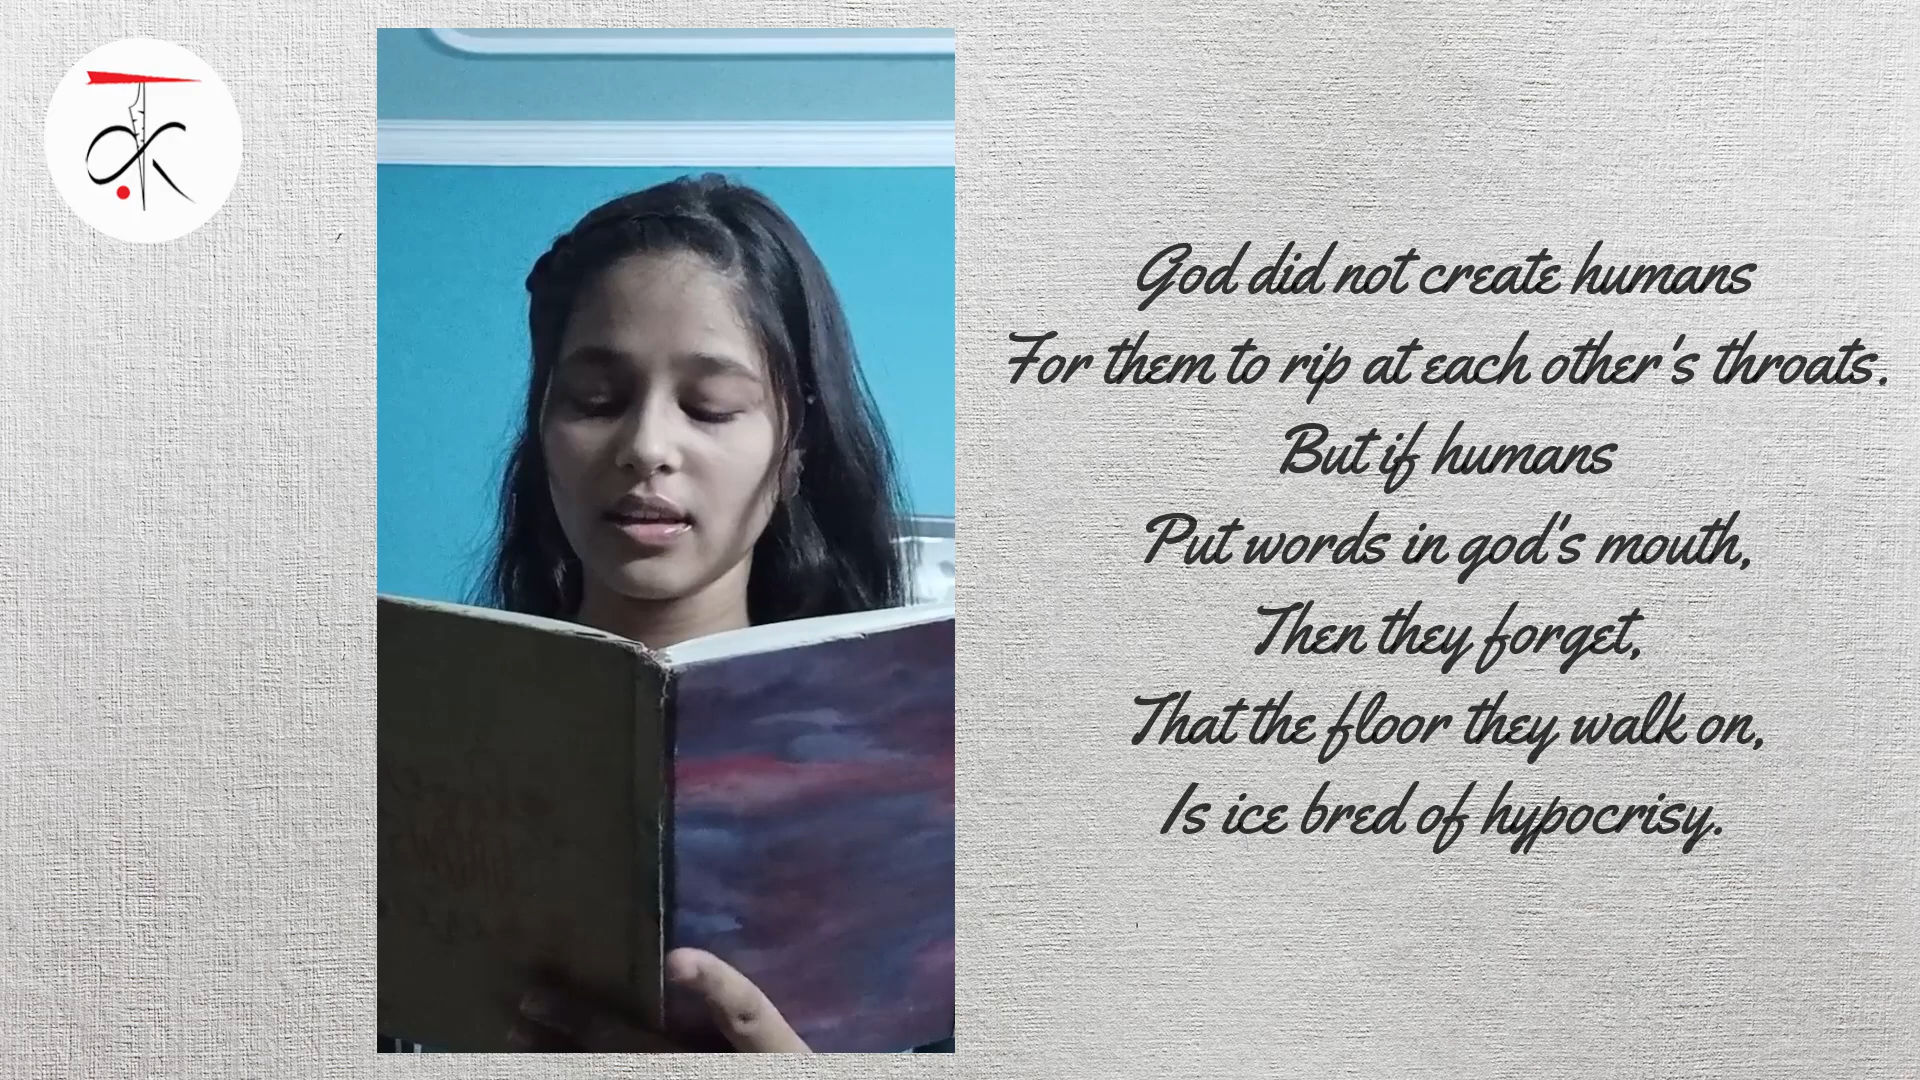 God did not create humans
For them to rip at each other's throats.
But if humans
Put words in god's mouth,
Then they forget,
That the floor they walk on,
Is ice bred of hypocrisy.